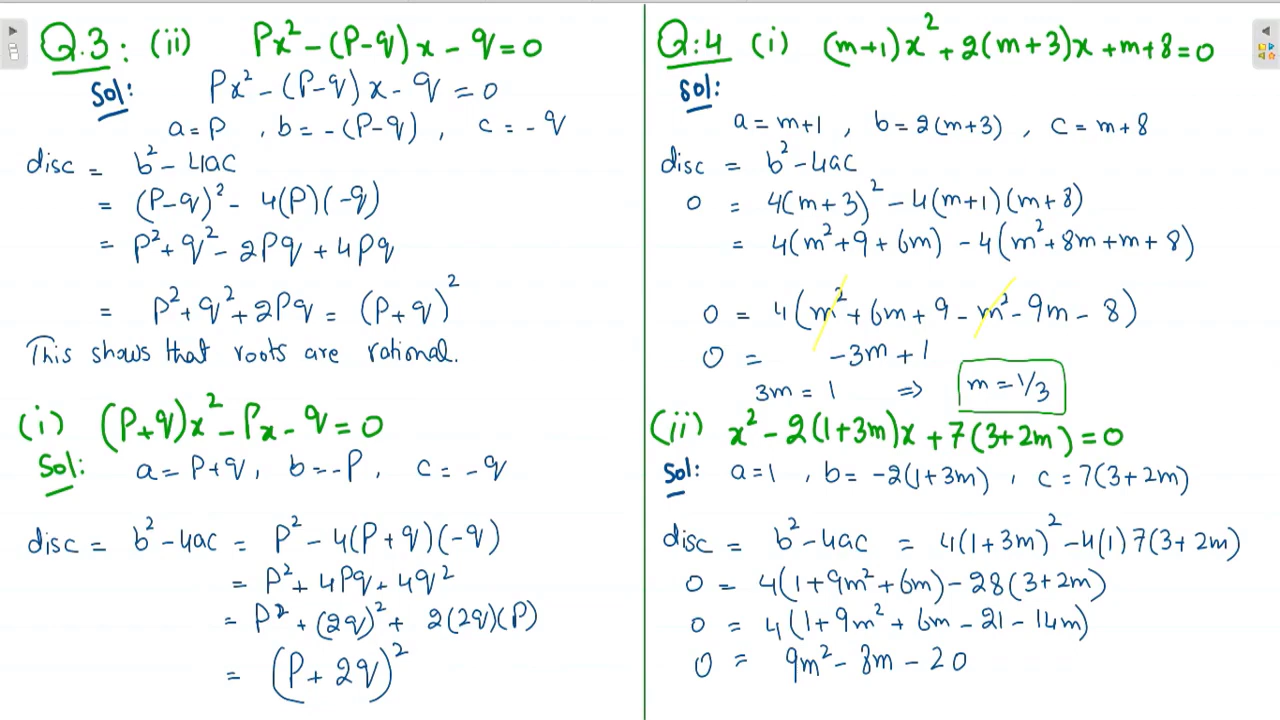 Q.3: (ii) Px² - (P-q)x - q = 0
Sol: Px² - (P-q)x - q = 0
a = P , b = -(P-q) , c = -q
disc = b² - 4ac
= (P-q)² - 4(P)(-q)
= P² + q² - 2Pq + 4Pq
= P² + q² + 2Pq = (P+q)²
This shows that roots are rational.
(i) (P+q)x² - Px - q = 0
Sol: a = P+q , b = -P , c = -q
disc = b² - 4ac = P² - 4(P+q)(-q)
= P² + 4Pq + 4q²
= P² + (2q)² + 2(2q)(P)
= (P + 2q)²
Q:4 (i) (m+1)x² + 2(m+3)x + m+8 = 0
Sol:
a = m+1 , b = 2(m+3) , c = m+8
disc = b² - 4ac
0 = 4(m+3)² - 4(m+1)(m+8)
= 4(m² + 9 + 6m) - 4(m² + 8m + m + 8)
0 = 4(m² + 6m + 9 - m² - 9m - 8)
0 = -3m + 1
3m = 1 ⇒ m = 1/3
(ii) x² - 2(1+3m)x + 7(3+2m) = 0
Sol: a = 1 , b = -2(1+3m) , c = 7(3+2m)
disc = b² - 4ac = 4(1+3m)² - 4(1)7(3+2m)
0 = 4(1 + 9m² + 6m) - 28(3+2m)
0 = 4(1 + 9m² + 6m - 21 - 14m)
0 = 9m² - 8m - 20